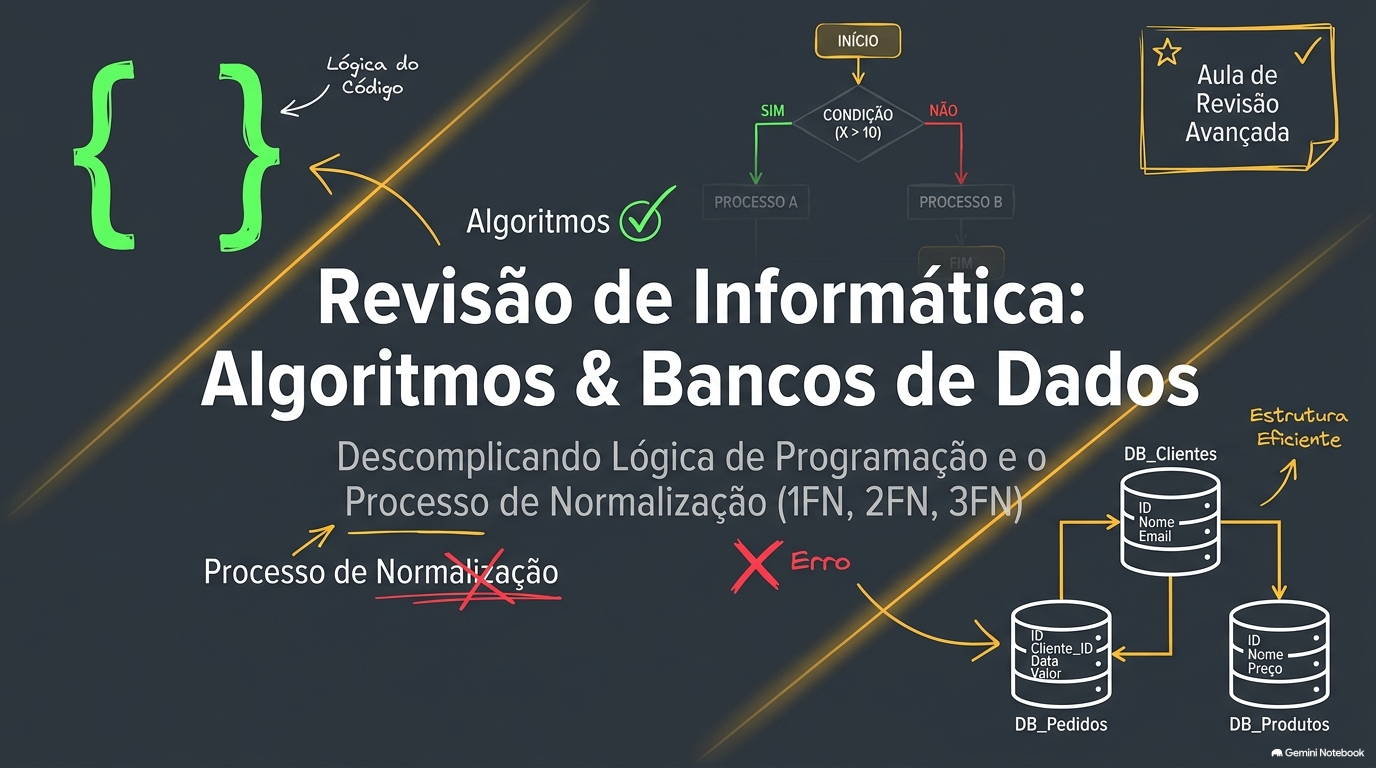 Lógica do
Código
INÍCIO
CONDIÇÃO
(X > 10)
SIM
NÃO
PROCESSO A
PROCESSO B
FIM
Aula de
Revisão
Avançada
Algoritmos
Revisão de Informática:
Algoritmos & Bancos de Dados
Descomplicando Lógica de Programação e o
Processo de Normalização (1FN, 2FN, 3FN)
Processo de Normalização
Erro
Estrutura
Eficiente
DB_Clientes
ID
Nome
Email
ID
Cliente_ID
Data
Valor
DB_Pedidos
ID
Nome
Preço
DB_Produtos
Gemini Notebook